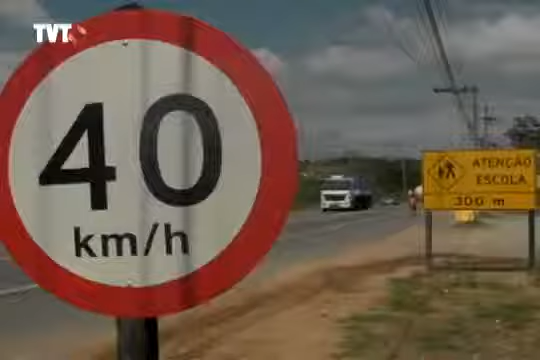 TVT
40
km/h
ATENÇÃO
ESCOLA
300 m